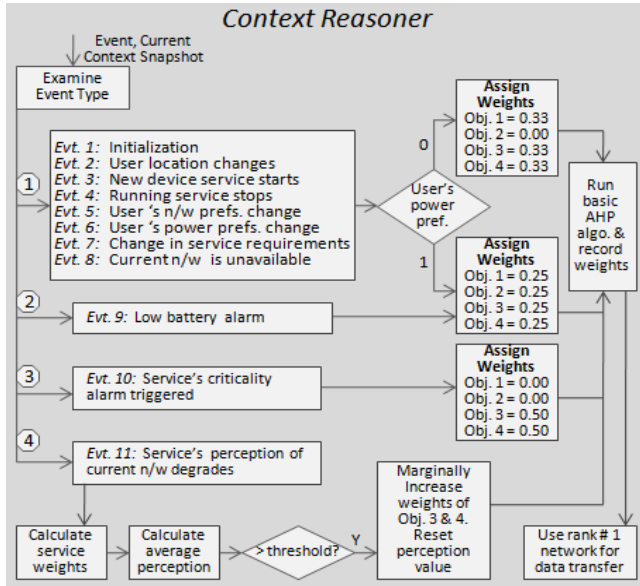 Context Reasoner
Event, Current
Context Snapshot
Examine
Event Type
1
Evt. 1: Initialization
Evt. 2: User location changes
Evt. 3: New device service starts
Evt. 4: Running service stops
Evt. 5: User 's n/w prefs. change
Evt. 6: User 's power prefs. change
Evt. 7: Change in service requirements
Evt. 8: Current n/w is unavailable
User's
power
pref.
0
1
Assign
Weights
Obj. 1 = 0.33
Obj. 2 = 0.00
Obj. 3 = 0.33
Obj. 4 = 0.33
Run
basic
AHP
algo. &
record
weights
Assign
Weights
Obj. 1 = 0.25
Obj. 2 = 0.25
Obj. 3 = 0.25
Obj. 4 = 0.25
2
Evt. 9: Low battery alarm
3
Evt. 10: Service's criticality
alarm triggered
Assign
Weights
Obj. 1 = 0.00
Obj. 2 = 0.00
Obj. 3 = 0.50
Obj. 4 = 0.50
4
Evt. 11: Service's perception of
current n/w degrades
Calculate
service
weights
Calculate
average
perception
> threshold?
Y
Marginally
Increase
weights of
Obj. 3 & 4.
Reset
perception
value
Use rank # 1
network for
data transfer